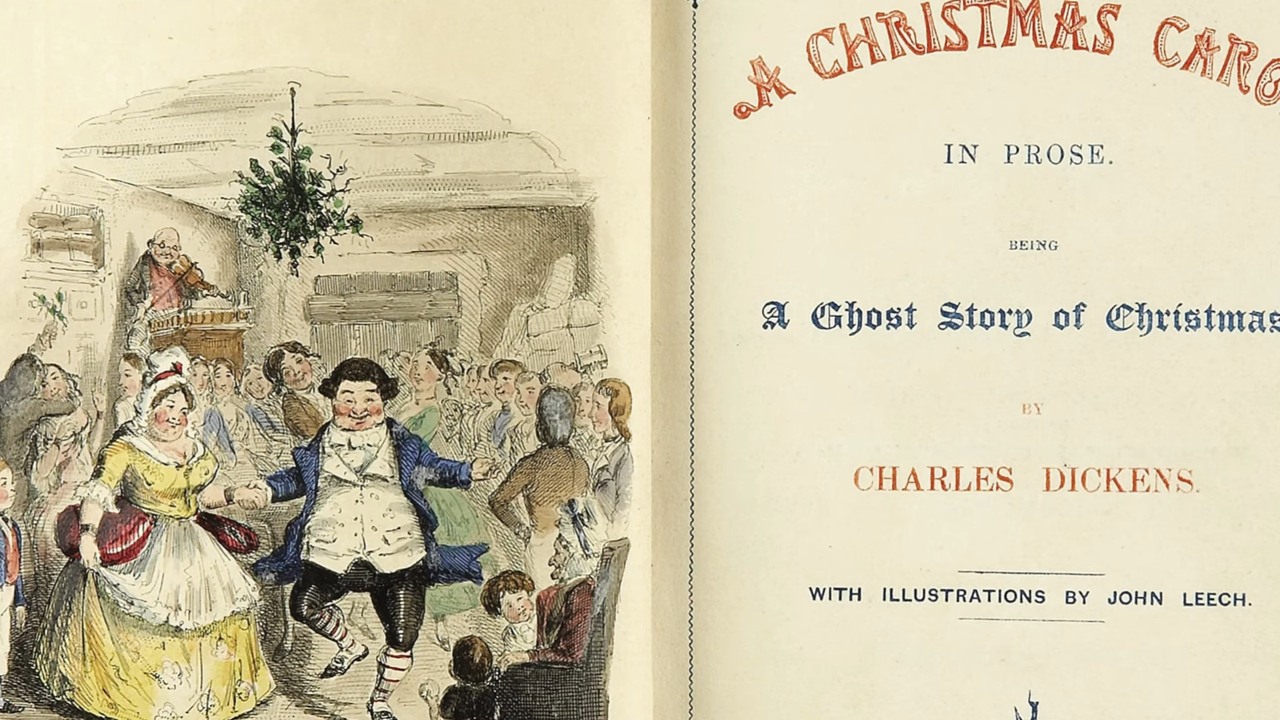 A CHRISTMAS CARO
IN PROSE.
BEING
A Ghost Story of Christmas
BY
CHARLES DICKENS.
WITH ILLUSTRATIONS BY JOHN LEECH.